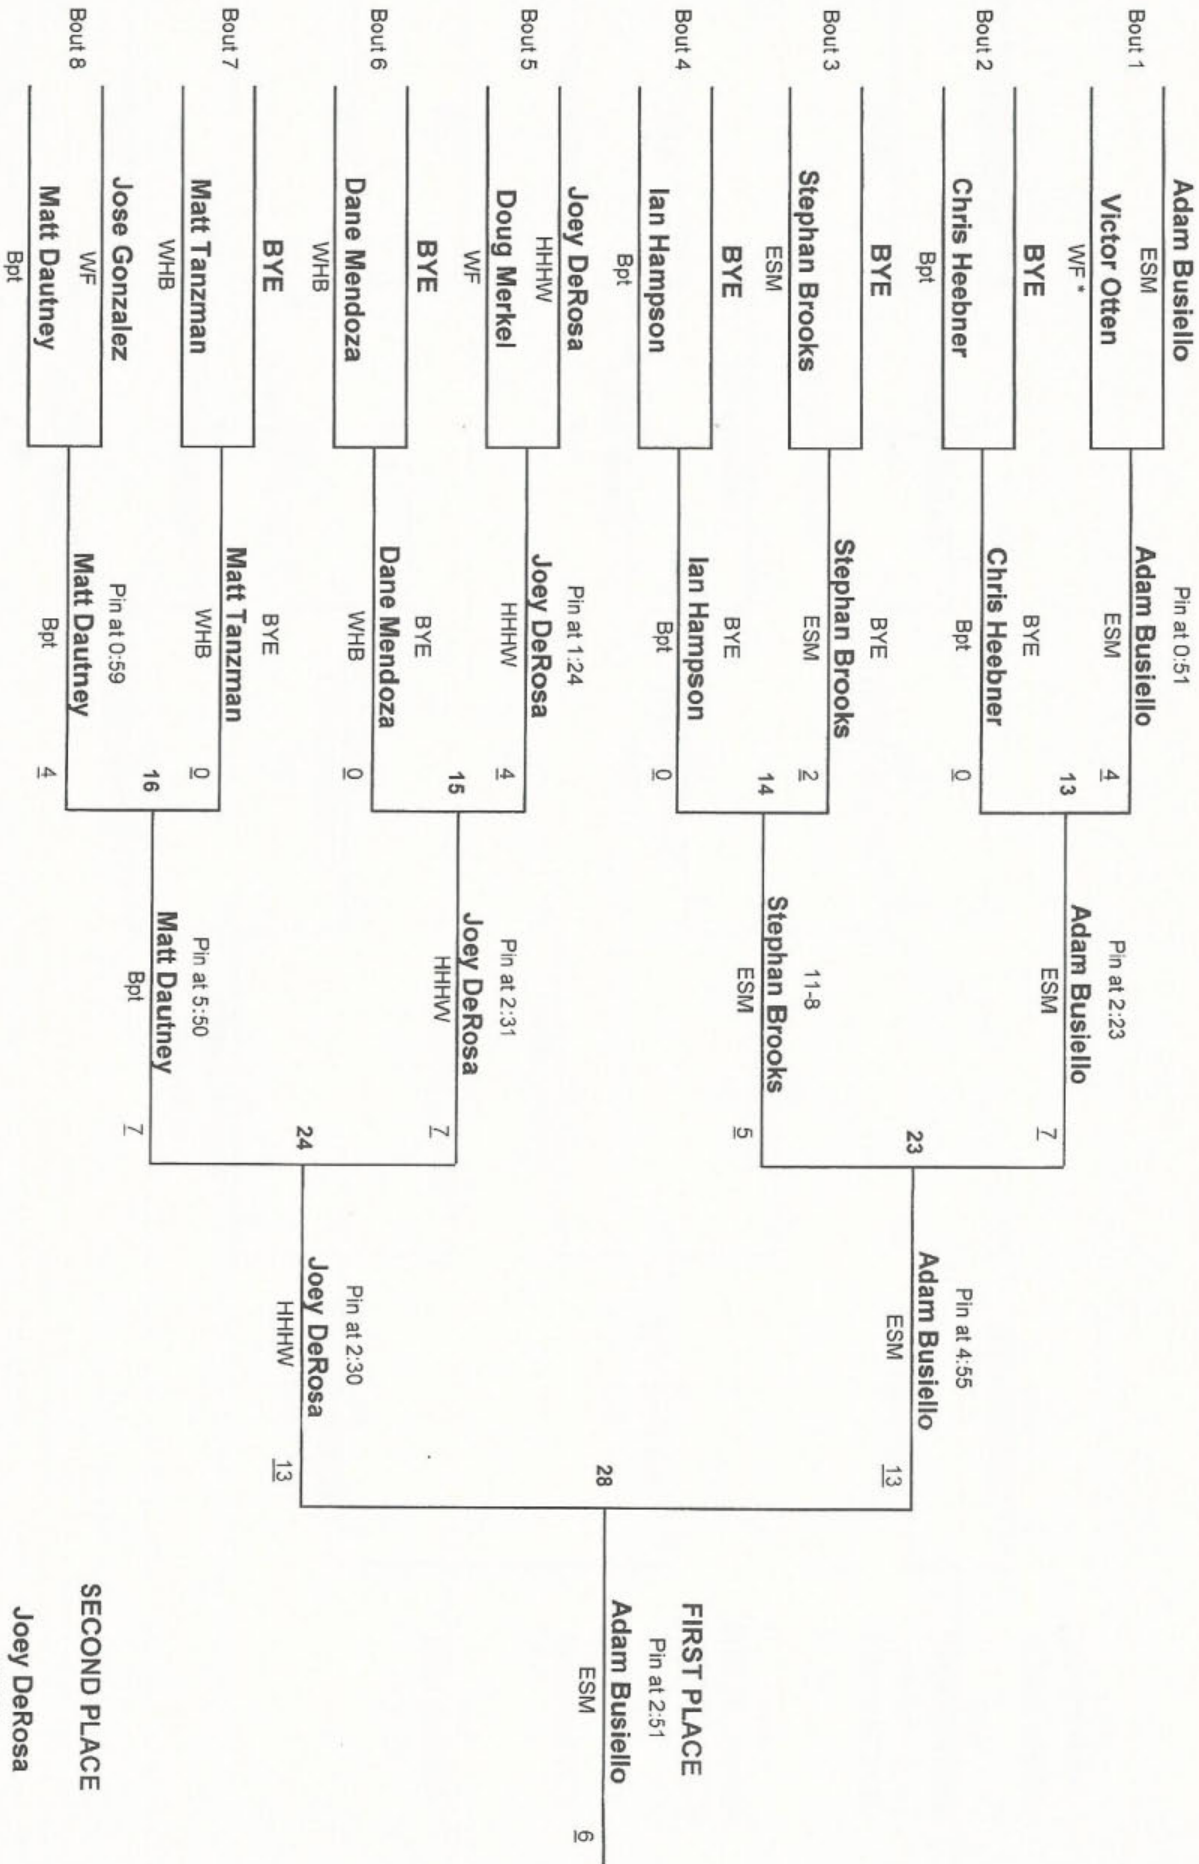 Bout 1
Adam Busiello
ESM
Victor Otten
WF *
Bout 2
BYE
Chris Heebner
Bpt
Bout 3
BYE
Stephan Brooks
ESM
Bout 4
BYE
Ian Hampson
Bpt
Bout 5
Joey DeRosa
HHHW
Doug Merkel
WF
Bout 6
BYE
Dane Mendoza
WHB
Bout 7
BYE
Matt Tanzman
WHB
Bout 8
Jose Gonzalez
WF
Matt Dautney
Bpt
Pin at 0:51
Adam Busiello
ESM 4
13
BYE
Chris Heebner
Bpt 0
BYE
Stephan Brooks
ESM 2
14
BYE
Ian Hampson
Bpt 0
Pin at 1:24
Joey DeRosa
HHHW 4
15
BYE
Dane Mendoza
WHB 0
BYE
Matt Tanzman
WHB 0
16
Pin at 0:59
Matt Dautney
Bpt 4
Pin at 2:23
Adam Busiello
ESM 7
23
11-8
Stephan Brooks
ESM 5
Pin at 2:31
Joey DeRosa
HHHW 7
24
Pin at 5:50
Matt Dautney
Bpt 7
Pin at 4:55
Adam Busiello
ESM 13
28
Pin at 2:30
Joey DeRosa
HHHW 13
FIRST PLACE
Pin at 2:51
Adam Busiello
ESM 6
SECOND PLACE
Joey DeRosa